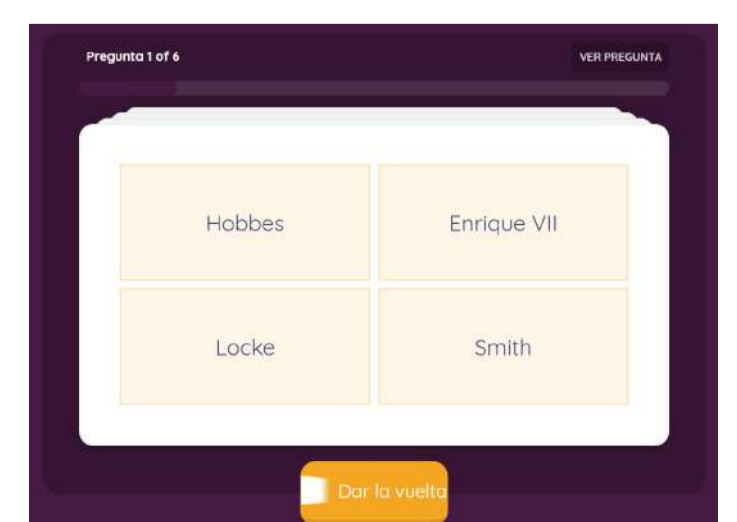 Pregunta 1 of 6
VER PREGUNTA
Hobbes
Enrique VII
Locke
Smith
Dar la vuelta